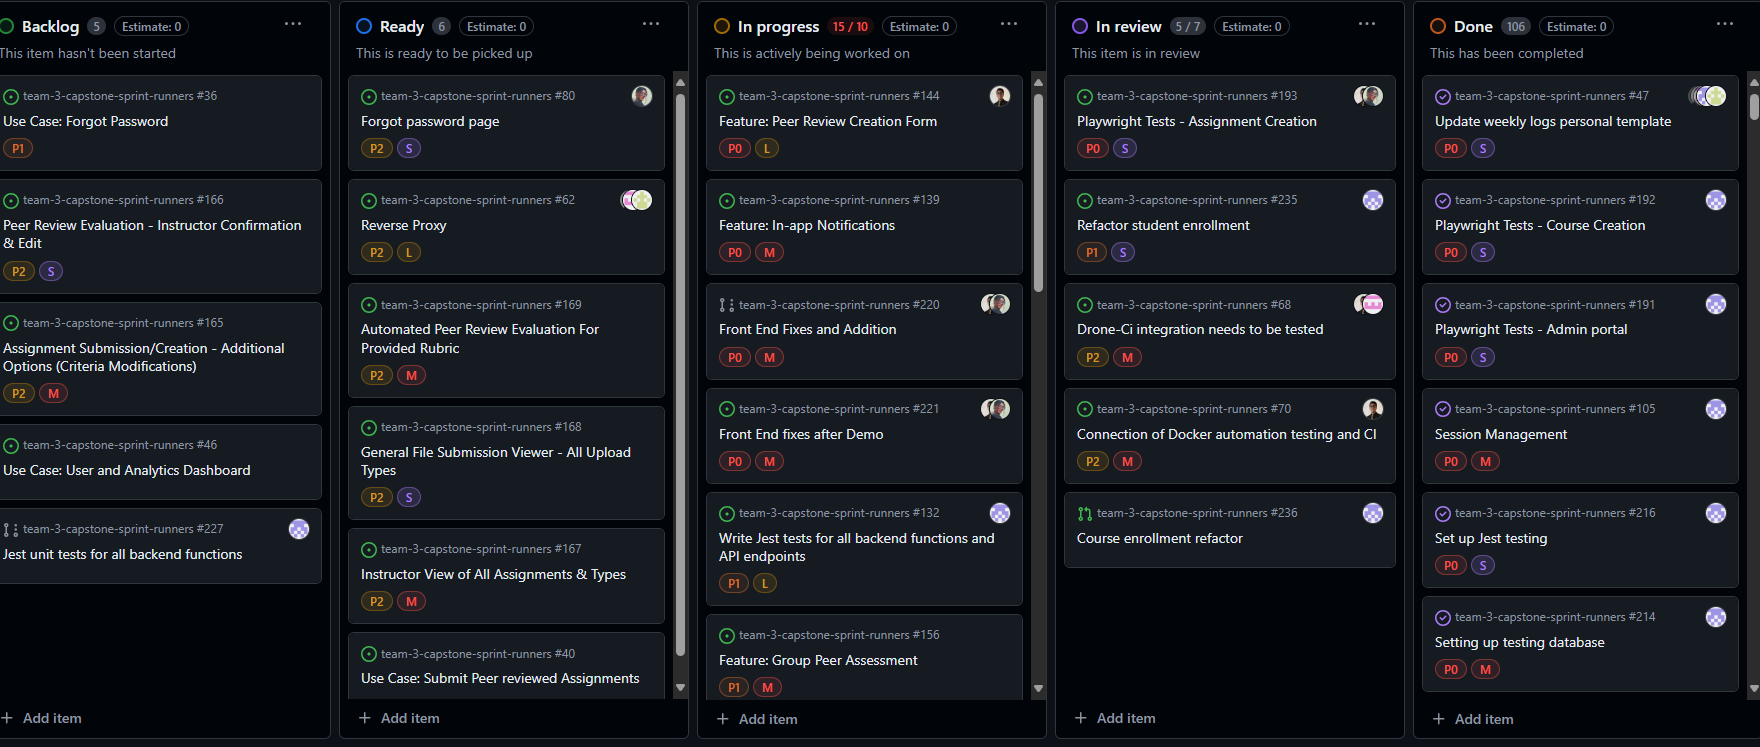 Backlog 5 Estimate: 0
This item hasn't been started
team-3-capstone-sprint-runners #36
Use Case: Forgot Password
P1
team-3-capstone-sprint-runners #166
Peer Review Evaluation - Instructor Confirmation
& Edit
P2 S
team-3-capstone-sprint-runners #165
Assignment Submission/Creation - Additional
Options (Criteria Modifications)
P2 M
team-3-capstone-sprint-runners #46
Use Case: User and Analytics Dashboard
team-3-capstone-sprint-runners #227
Jest unit tests for all backend functions
+ Add item
Ready 6 Estimate: 0
This is ready to be picked up
team-3-capstone-sprint-runners #80
Forgot password page
P2 S
team-3-capstone-sprint-runners #62
Reverse Proxy
P2 L
team-3-capstone-sprint-runners #169
Automated Peer Review Evaluation For
Provided Rubric
P2 M
team-3-capstone-sprint-runners #168
General File Submission Viewer - All Upload
Types
P2 S
team-3-capstone-sprint-runners #167
Instructor View of All Assignments & Types
P2 M
team-3-capstone-sprint-runners #40
Use Case: Submit Peer reviewed Assignments
+ Add item
In progress 15 / 10 Estimate: 0
This is actively being worked on
team-3-capstone-sprint-runners #144
Feature: Peer Review Creation Form
P0 L
team-3-capstone-sprint-runners #139
Feature: In-app Notifications
P0 M
team-3-capstone-sprint-runners #220
Front End Fixes and Addition
P0 M
team-3-capstone-sprint-runners #221
Front End fixes after Demo
P0 M
team-3-capstone-sprint-runners #132
Write Jest tests for all backend functions and
API endpoints
P1 L
team-3-capstone-sprint-runners #156
Feature: Group Peer Assessment
P1 M
+ Add item
In review 5 / 7 Estimate: 0
This item is in review
team-3-capstone-sprint-runners #193
Playwright Tests - Assignment Creation
P0 S
team-3-capstone-sprint-runners #235
Refactor student enrollment
P1 S
team-3-capstone-sprint-runners #68
Drone-Ci integration needs to be tested
P2 M
team-3-capstone-sprint-runners #70
Connection of Docker automation testing and CI
P2 M
team-3-capstone-sprint-runners #236
Course enrollment refactor
+ Add item
Done 106 Estimate: 0
This has been completed
team-3-capstone-sprint-runners #47
Update weekly logs personal template
P0 S
team-3-capstone-sprint-runners #192
Playwright Tests - Course Creation
P0 S
team-3-capstone-sprint-runners #191
Playwright Tests - Admin portal
P0 S
team-3-capstone-sprint-runners #105
Session Management
P0 M
team-3-capstone-sprint-runners #216
Set up Jest testing
P0 S
team-3-capstone-sprint-runners #214
Setting up testing database
P0 M
+ Add item